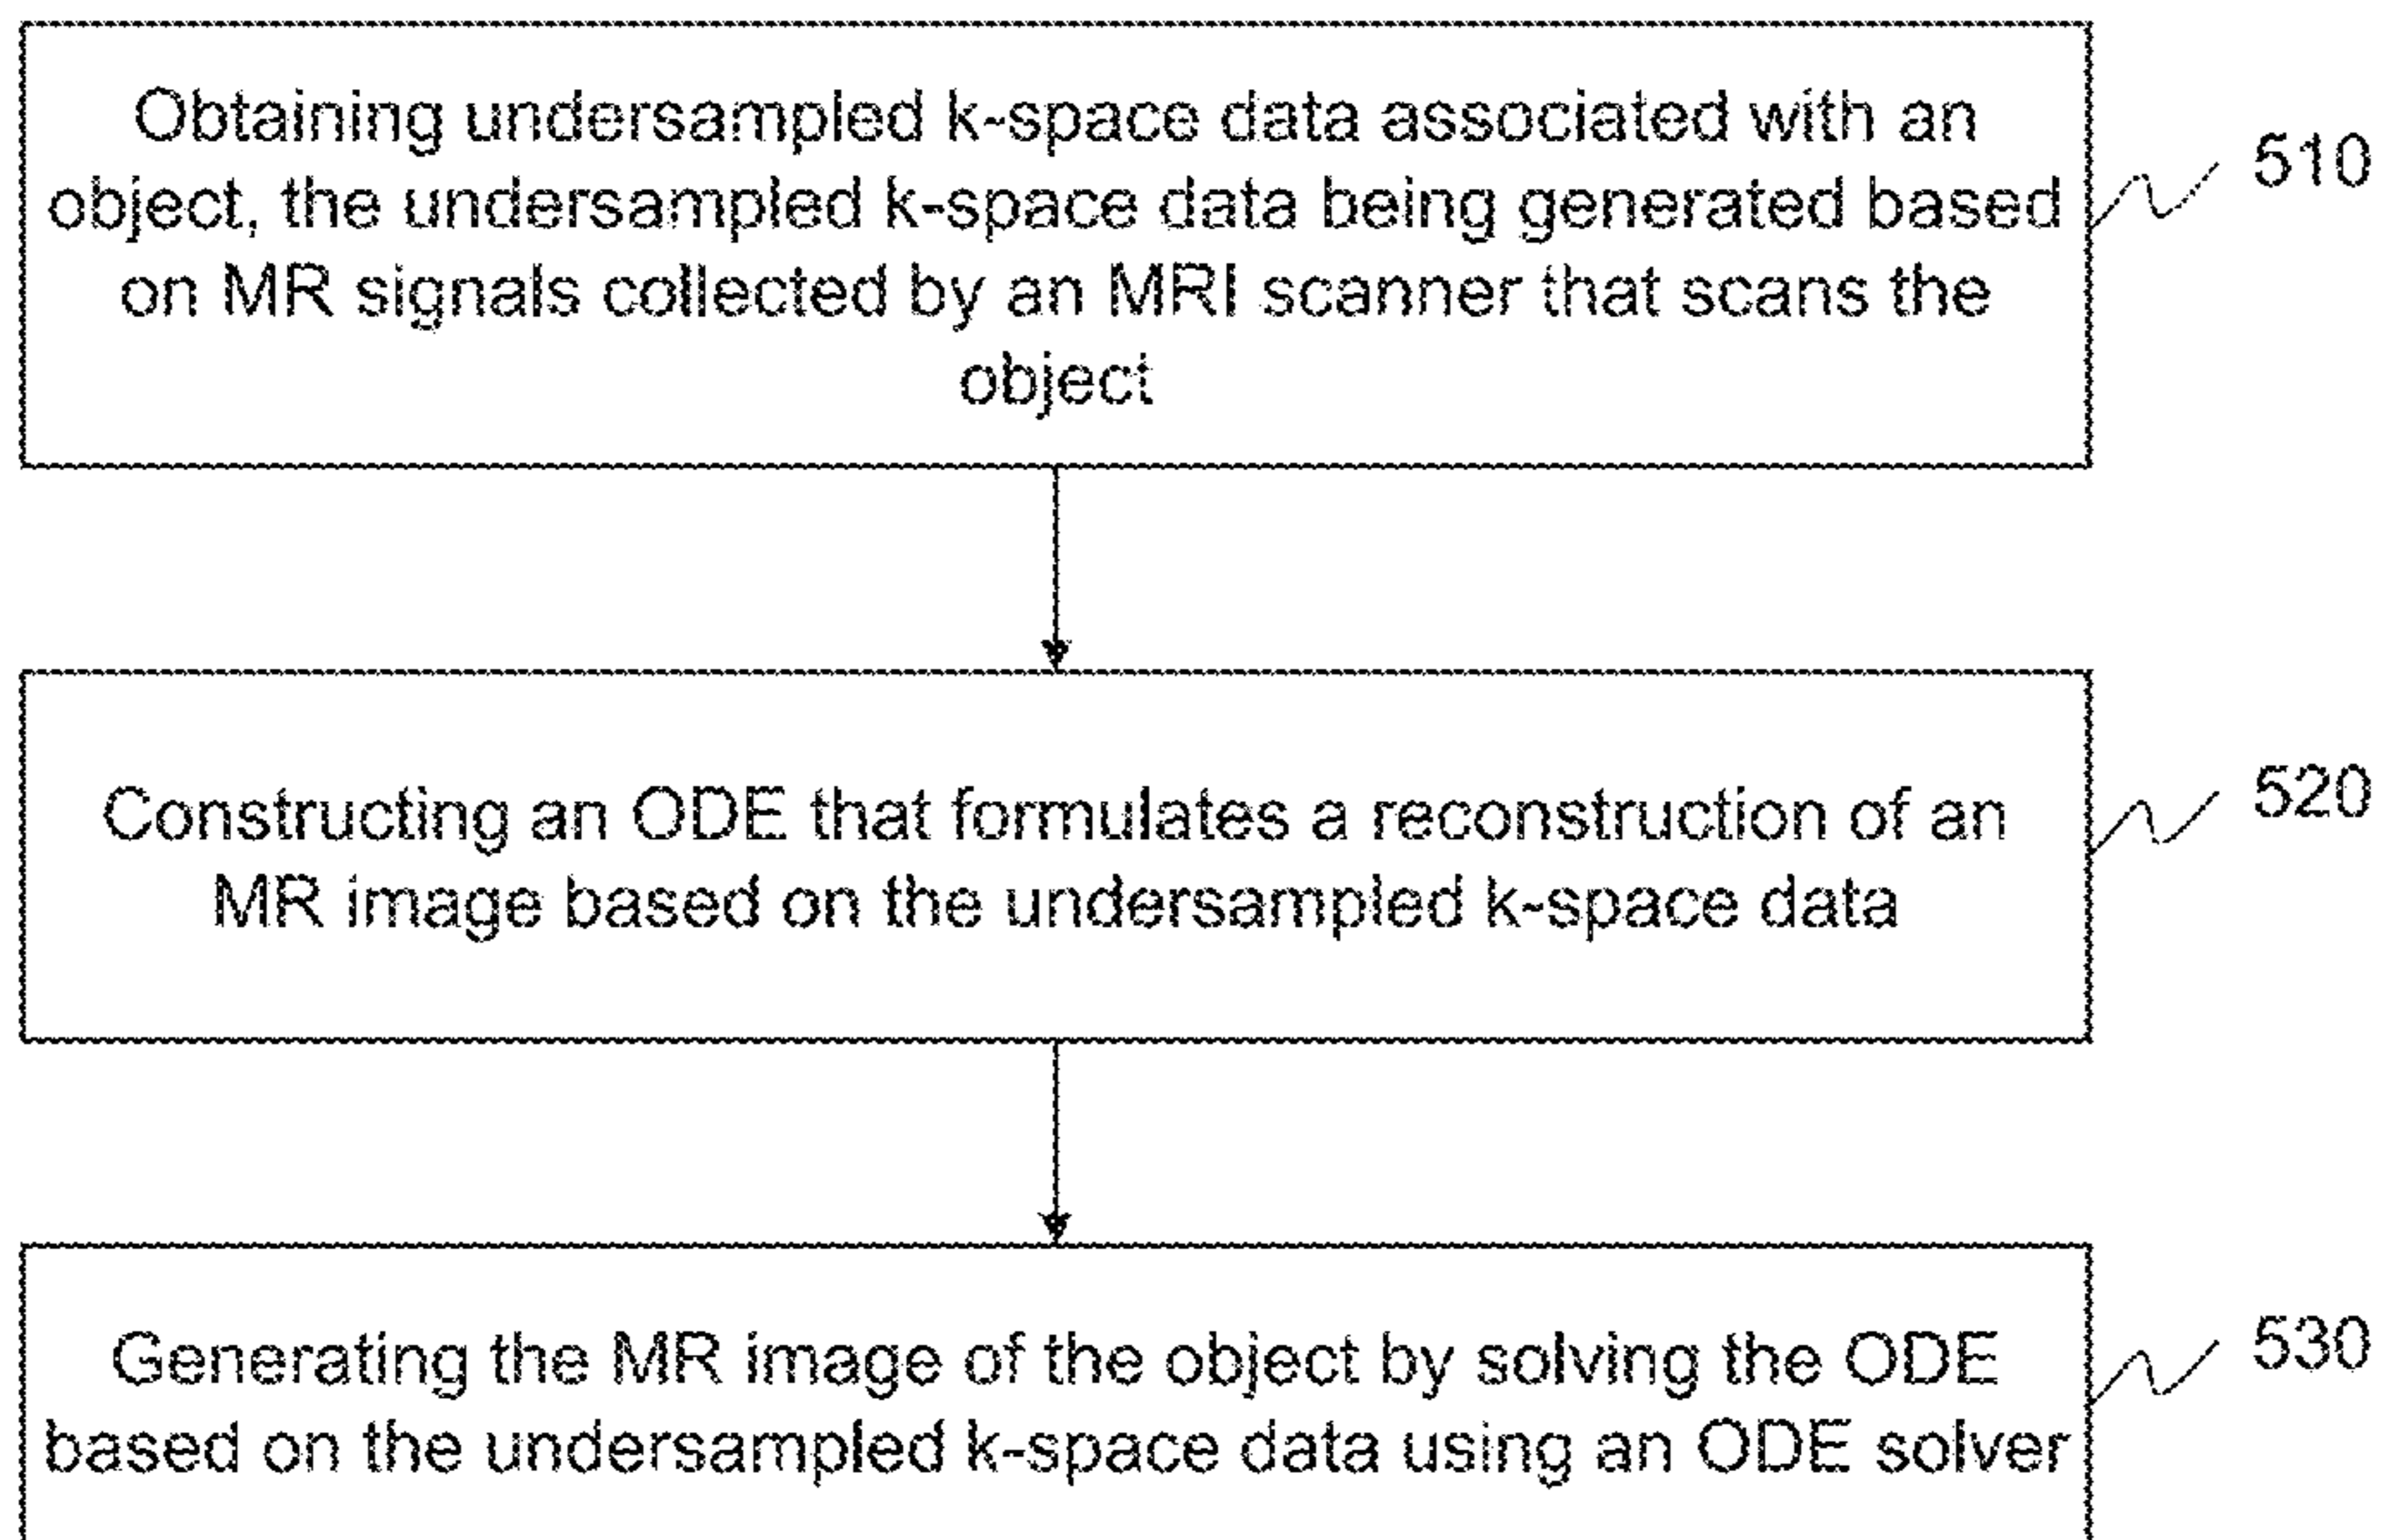 Obtaining undersampled k-space data associated with an
object, the undersampled k-space data being generated based
on MR signals collected by an MRI scanner that scans the
object
510
Constructing an ODE that formulates a reconstruction of an
MR image based on the undersampled k-space data
520
Generating the MR image of the object by solving the ODE
based on the undersampled k-space data using an ODE solver
530